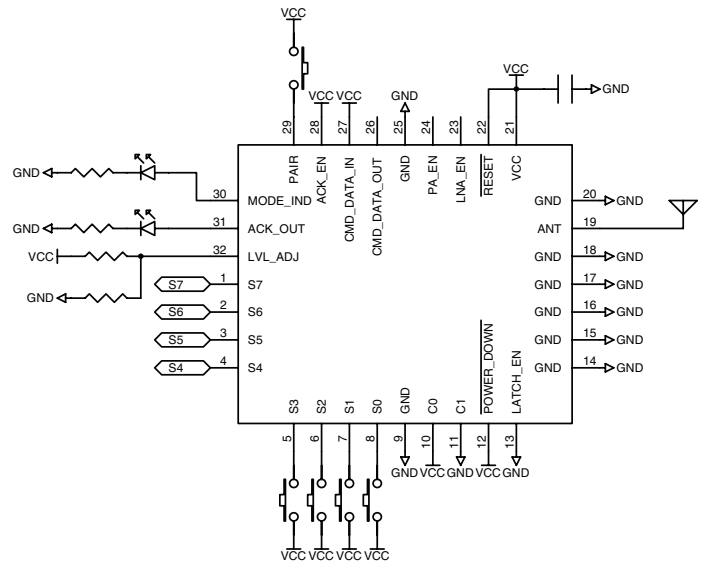 VCC
GND
VCC VCC
VCC
GND
29
28
27
26
25
24
23
22
21
PAIR
ACK_EN
CMD_DATA_IN
CMD_DATA_OUT
GND
PA_EN
LNA_EN
RESET
VCC
GND
30 MODE_IND
GND 20 GND
GND
31 ACK_OUT
ANT 19
VCC
32 LVL_ADJ
GND 18 GND
S7 1 S7
GND 17 GND
GND
S6 2 S6
GND 16 GND
S5 3 S5
GND 15 GND
S4 4 S4
GND 14 GND
S3
S2
S1
S0
GND
C0
C1
POWER_DOWN
LATCH_EN
5
6
7
8
9
10
11
12
13
GND VCC GND VCC GND
VCC VCC VCC VCC